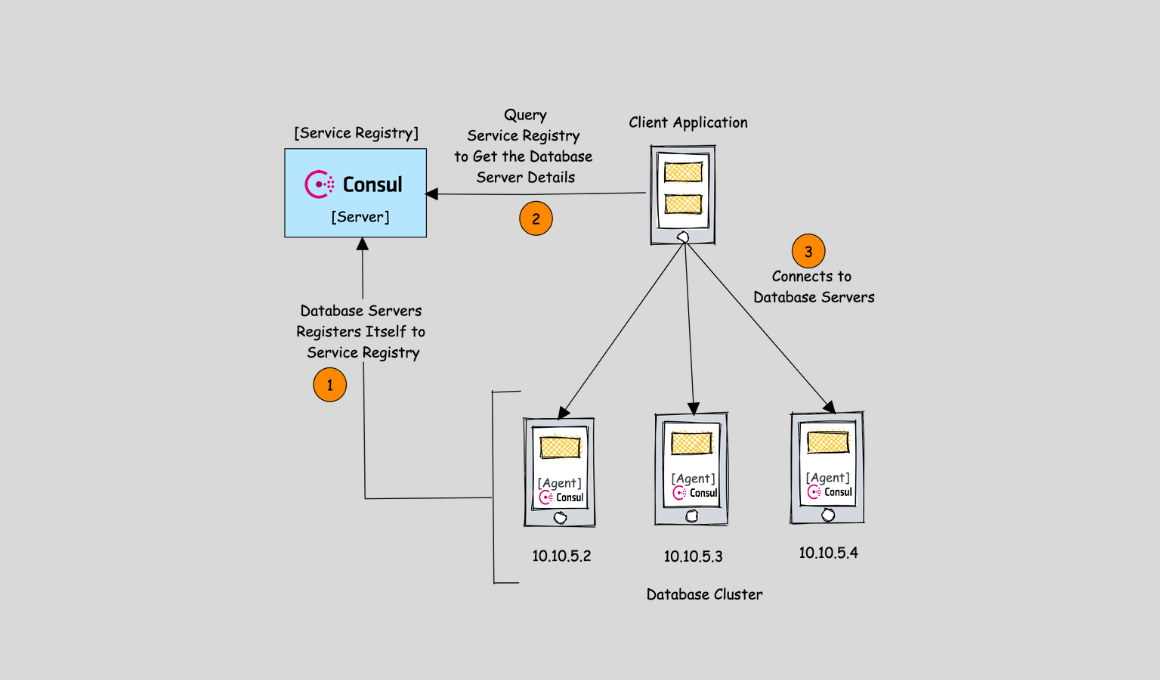 [Service Registry]
Consul
[Server]
Query
Service Registry
to Get the Database
Server Details
2
Client Application
3
Connects to
Database Servers
Database Servers
Registers Itself to
Service Registry
1
[Agent]
Consul
10.10.5.2
[Agent]
Consul
10.10.5.3
[Agent]
Consul
10.10.5.4
Database Cluster